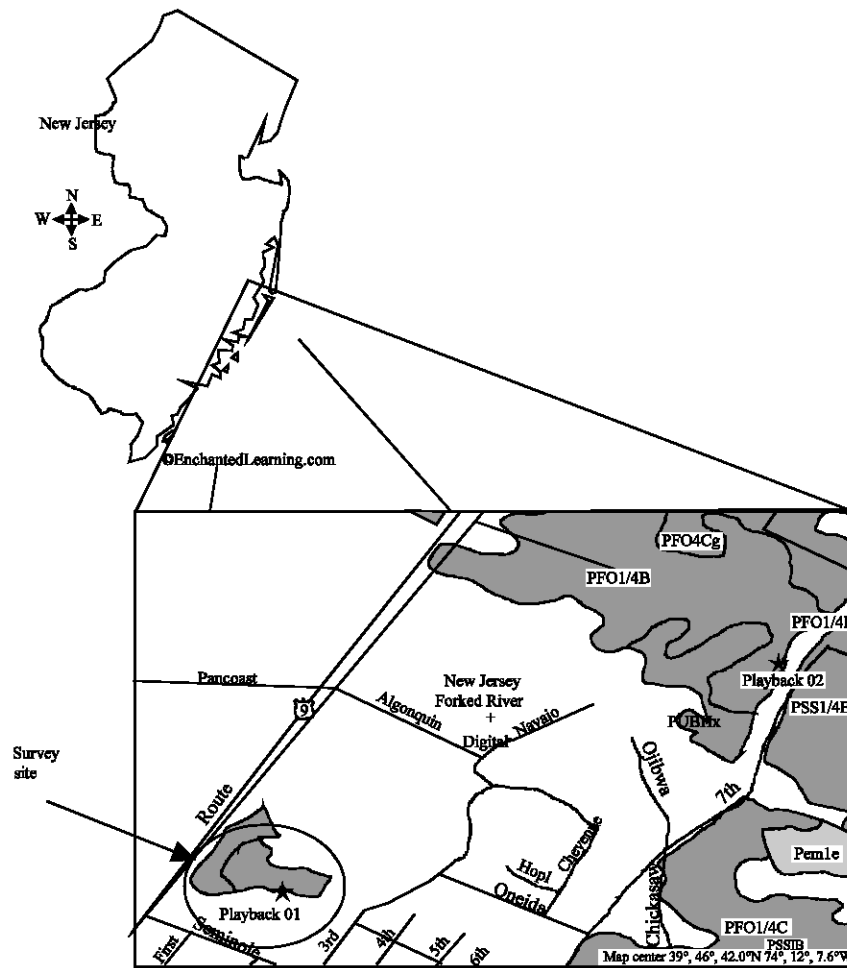 New Jersey
N
W E
S
©EnchantedLearning.com
PFO4Cg
PFO1/4B
PFO1/4B
Playback 02
Pancoast
New Jersey
Forked River
+
Digital
Algonquin
Navajo
9
PUBHx
PSS1/4B
Ojibwa
7th
Survey
site
Route
Cheyenne
Hopl
Oneida
Pem1e
Chickasaw
Playback 01
Seminole
First
3rd
4th
5th
6th
PFO1/4C
PSSIB
Map center 39°, 46°, 42.0"N 74°, 12°, 7.6"W